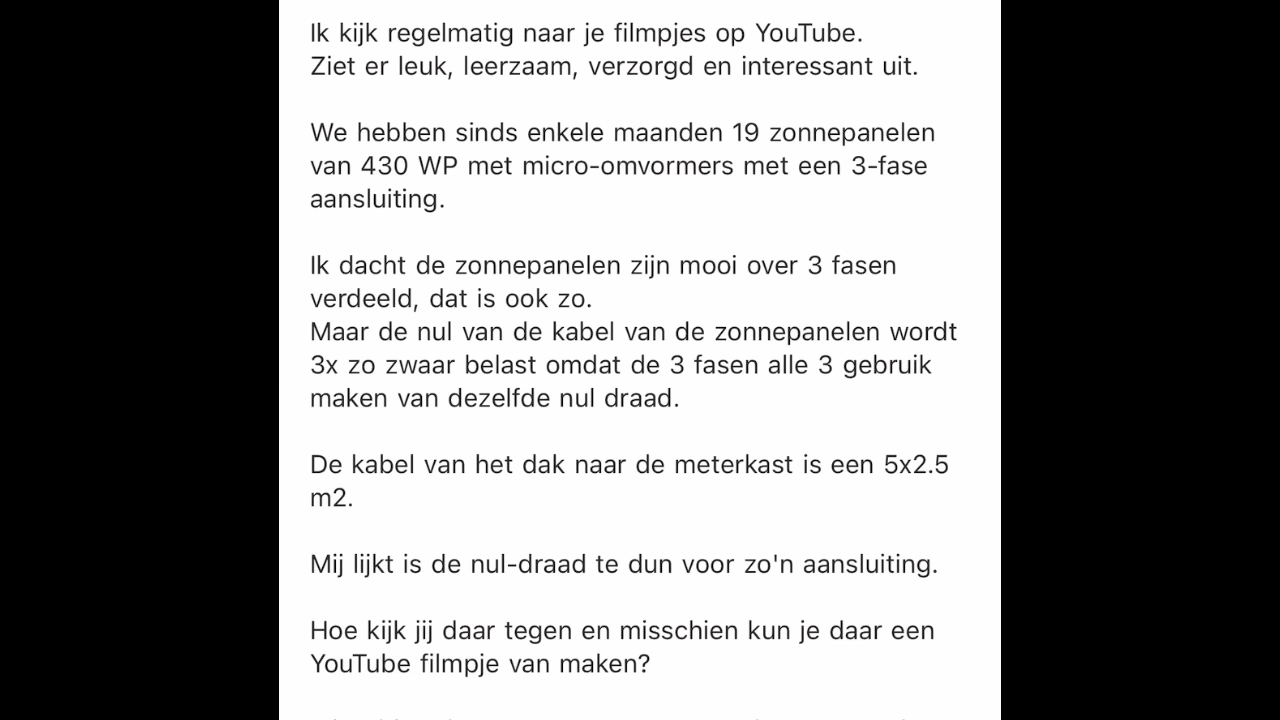 Ik kijk regelmatig naar je filmpjes op YouTube.
Ziet er leuk, leerzaam, verzorgd en interessant uit.
We hebben sinds enkele maanden 19 zonnepanelen
van 430 WP met micro-omvormers met een 3-fase
aansluiting.
Ik dacht de zonnepanelen zijn mooi over 3 fasen
verdeeld, dat is ook zo.
Maar de nul van de kabel van de zonnepanelen wordt
3x zo zwaar belast omdat de 3 fasen alle 3 gebruik
maken van dezelfde nul draad.
De kabel van het dak naar de meterkast is een 5x2.5
m2.
Mij lijkt is de nul-draad te dun voor zo'n aansluiting.
Hoe kijk jij daar tegen en misschien kun je daar een
YouTube filmpje van maken?